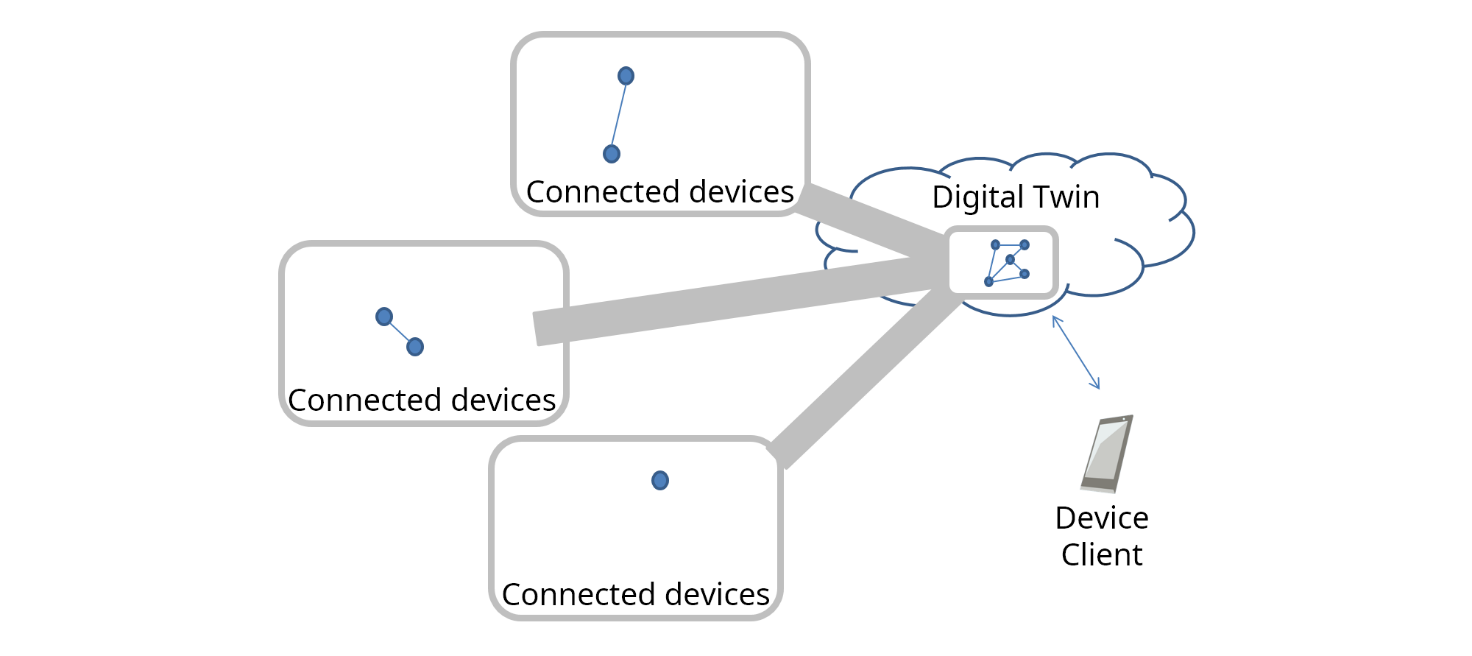 Connected devices
Digital Twin
Connected devices
Device
Client
Connected devices